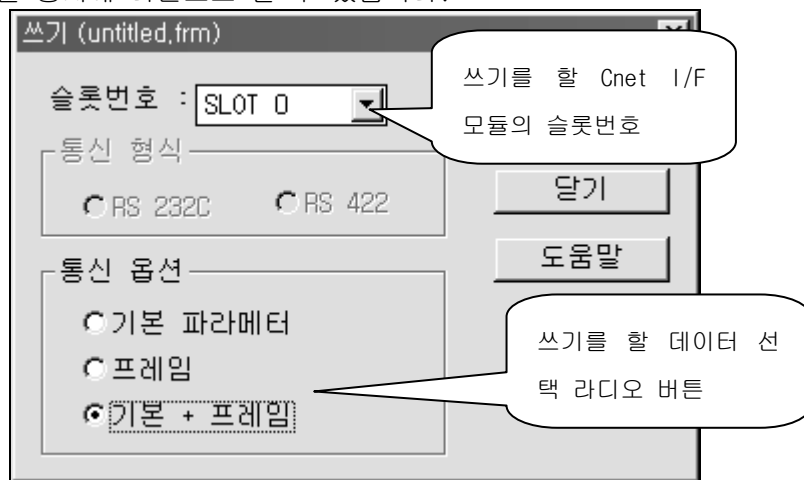 쓰기 (untitled,frm)
쓰기를 할 Cnet I/F
모듈의 슬롯번호
슬롯번호 : SLOT 0
통신 형식
RS 232C RS 422
닫기
도움말
통신 옵션
기본 파라메터
프레임
기본 + 프레임
쓰기를 할 데이터 선
택 라디오 버튼